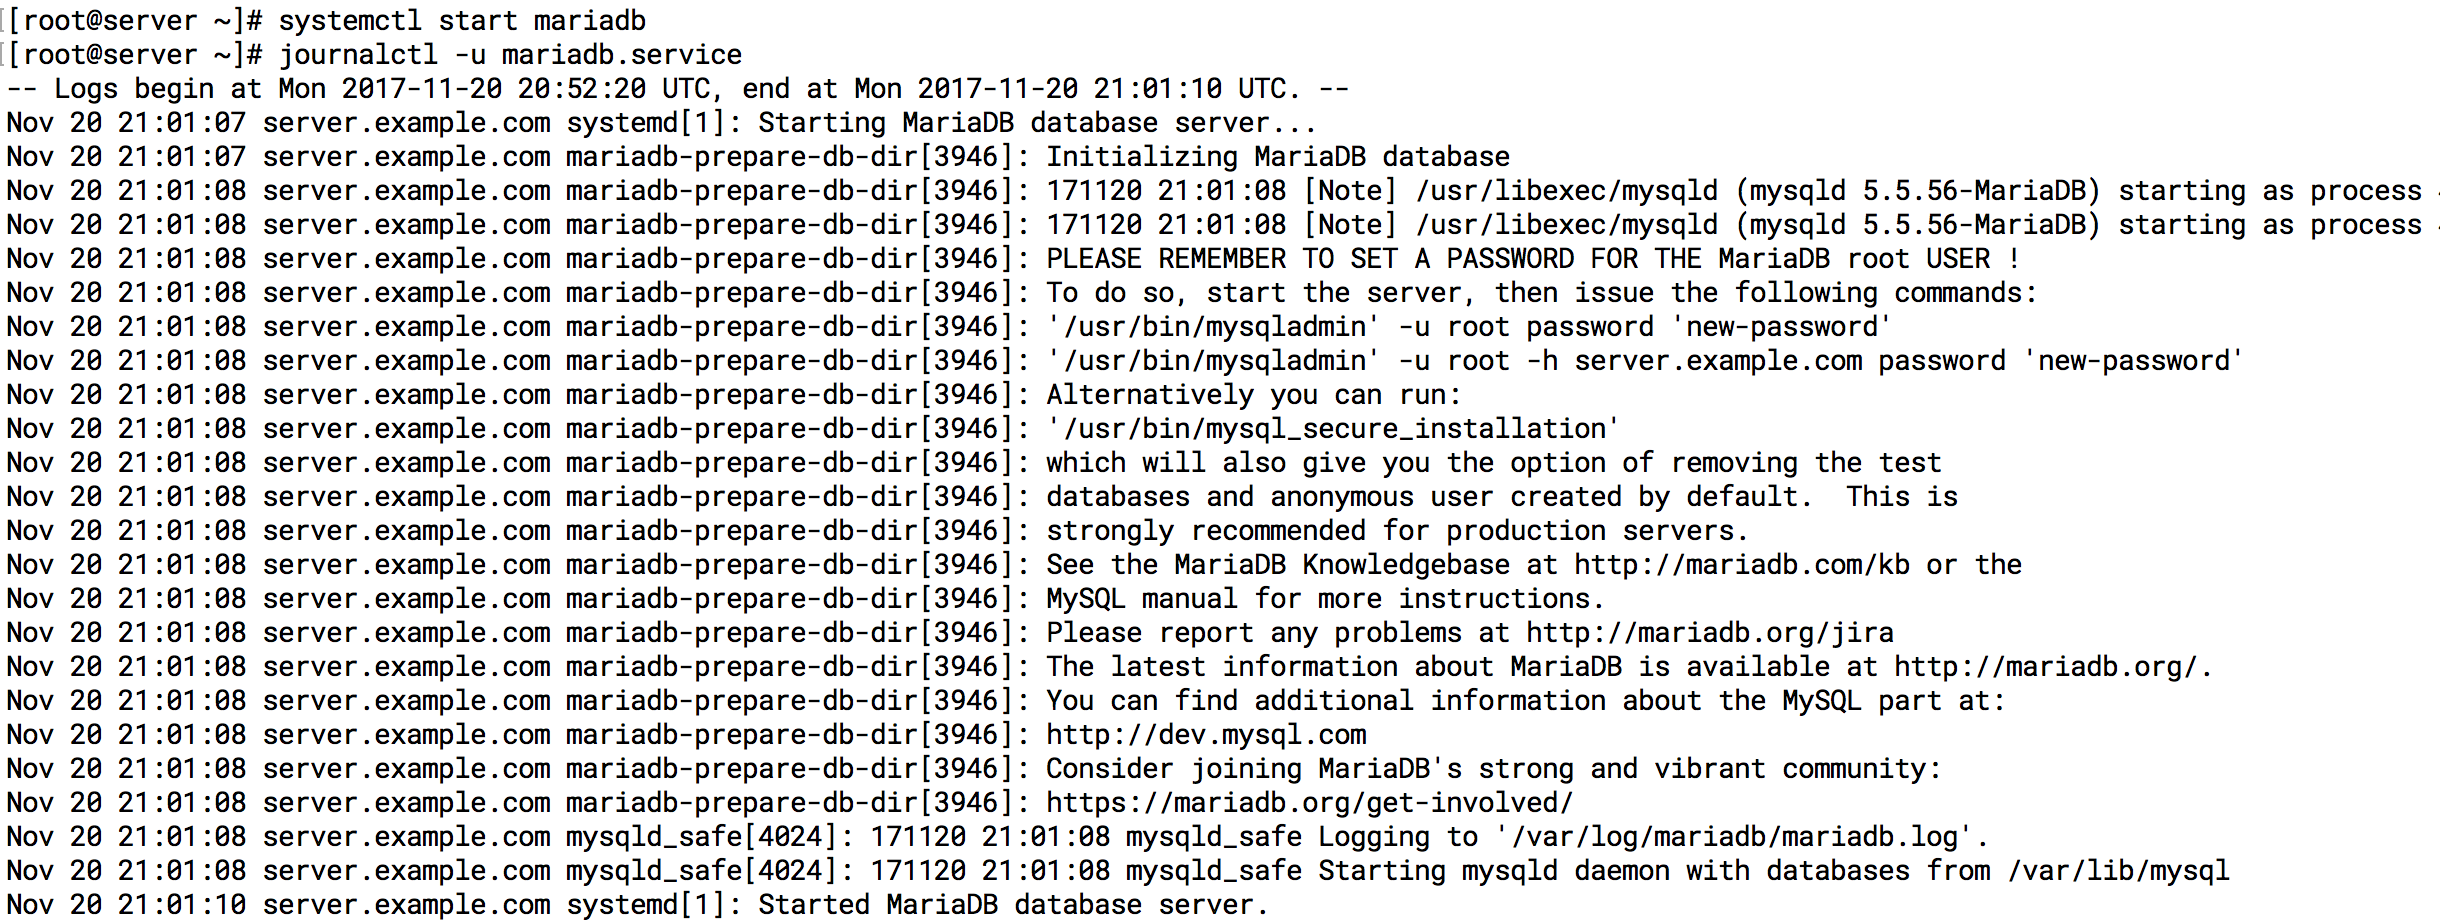 [[root@server ~]# systemctl start mariadb
[[root@server ~]# journalctl -u mariadb.service
-- Logs begin at Mon 2017-11-20 20:52:20 UTC, end at Mon 2017-11-20 21:01:10 UTC. --
Nov 20 21:01:07 server.example.com systemd[1]: Starting MariaDB database server...
Nov 20 21:01:07 server.example.com mariadb-prepare-db-dir[3946]: Initializing MariaDB database
Nov 20 21:01:08 server.example.com mariadb-prepare-db-dir[3946]: 171120 21:01:08 [Note] /usr/libexec/mysqld (mysqld 5.5.56-MariaDB) starting as process
Nov 20 21:01:08 server.example.com mariadb-prepare-db-dir[3946]: 171120 21:01:08 [Note] /usr/libexec/mysqld (mysqld 5.5.56-MariaDB) starting as process
Nov 20 21:01:08 server.example.com mariadb-prepare-db-dir[3946]: PLEASE REMEMBER TO SET A PASSWORD FOR THE MariaDB root USER !
Nov 20 21:01:08 server.example.com mariadb-prepare-db-dir[3946]: To do so, start the server, then issue the following commands:
Nov 20 21:01:08 server.example.com mariadb-prepare-db-dir[3946]: '/usr/bin/mysqladmin' -u root password 'new-password'
Nov 20 21:01:08 server.example.com mariadb-prepare-db-dir[3946]: '/usr/bin/mysqladmin' -u root -h server.example.com password 'new-password'
Nov 20 21:01:08 server.example.com mariadb-prepare-db-dir[3946]: Alternatively you can run:
Nov 20 21:01:08 server.example.com mariadb-prepare-db-dir[3946]: '/usr/bin/mysql_secure_installation'
Nov 20 21:01:08 server.example.com mariadb-prepare-db-dir[3946]: which will also give you the option of removing the test
Nov 20 21:01:08 server.example.com mariadb-prepare-db-dir[3946]: databases and anonymous user created by default.  This is
Nov 20 21:01:08 server.example.com mariadb-prepare-db-dir[3946]: strongly recommended for production servers.
Nov 20 21:01:08 server.example.com mariadb-prepare-db-dir[3946]: See the MariaDB Knowledgebase at http://mariadb.com/kb or the
Nov 20 21:01:08 server.example.com mariadb-prepare-db-dir[3946]: MySQL manual for more instructions.
Nov 20 21:01:08 server.example.com mariadb-prepare-db-dir[3946]: Please report any problems at http://mariadb.org/jira
Nov 20 21:01:08 server.example.com mariadb-prepare-db-dir[3946]: The latest information about MariaDB is available at http://mariadb.org/.
Nov 20 21:01:08 server.example.com mariadb-prepare-db-dir[3946]: You can find additional information about the MySQL part at:
Nov 20 21:01:08 server.example.com mariadb-prepare-db-dir[3946]: http://dev.mysql.com
Nov 20 21:01:08 server.example.com mariadb-prepare-db-dir[3946]: Consider joining MariaDB's strong and vibrant community:
Nov 20 21:01:08 server.example.com mariadb-prepare-db-dir[3946]: https://mariadb.org/get-involved/
Nov 20 21:01:08 server.example.com mysqld_safe[4024]: 171120 21:01:08 mysqld_safe Logging to '/var/log/mariadb/mariadb.log'.
Nov 20 21:01:08 server.example.com mysqld_safe[4024]: 171120 21:01:08 mysqld_safe Starting mysqld daemon with databases from /var/lib/mysql
Nov 20 21:01:10 server.example.com systemd[1]: Started MariaDB database server.